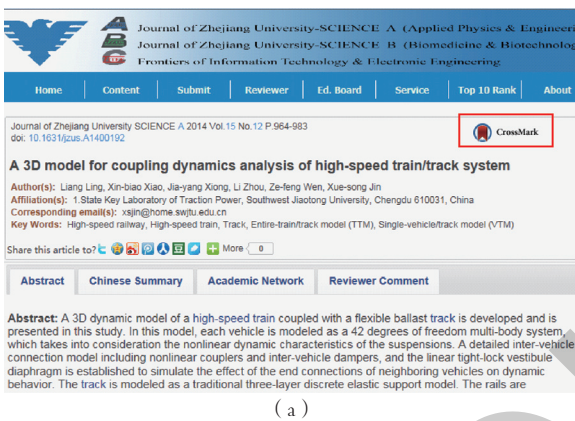 A Journal of Zhejiang University-SCIENCE A (Applied Physics & Engineeri
B Journal of Zhejiang University-SCIENCE B (Biomedicine & Biotechnolog
C Frontiers of Information Technology & Electronic Engineering
Home Content Submit Reviewer Ed. Board Service Top 10 Rank About
Journal of Zhejiang University SCIENCE A 2014 Vol.15 No.12 P.964-983
doi: 10.1631/jzus.A1400192
CrossMark
A 3D model for coupling dynamics analysis of high-speed train/track system
Author(s): Liang Ling, Xin-biao Xiao, Jia-yang Xiong, Li Zhou, Ze-feng Wen, Xue-song Jin
Affiliation(s): 1.State Key Laboratory of Traction Power, Southwest Jiaotong University, Chengdu 610031, China
Corresponding email(s): xsjin@home.swjtu.edu.cn
Key Words: High-speed railway, High-speed train, Track, Entire-train/track model (TTM), Single-vehicle/track model (VTM)
Share this article to? 豆 More 0
Abstract Chinese Summary Academic Network Reviewer Comment
Abstract: A 3D dynamic model of a high-speed train coupled with a flexible ballast track is developed and is
presented in this study. In this model, each vehicle is modeled as a 42 degrees of freedom multi-body system,
which takes into consideration the nonlinear dynamic characteristics of the suspensions. A detailed inter-vehicle
connection model including nonlinear couplers and inter-vehicle dampers, and the linear tight-lock vestibule
diaphragm is established to simulate the effect of the end connections of neighboring vehicles on dynamic
behavior. The track is modeled as a traditional three-layer discrete elastic support model. The rails are
(a)